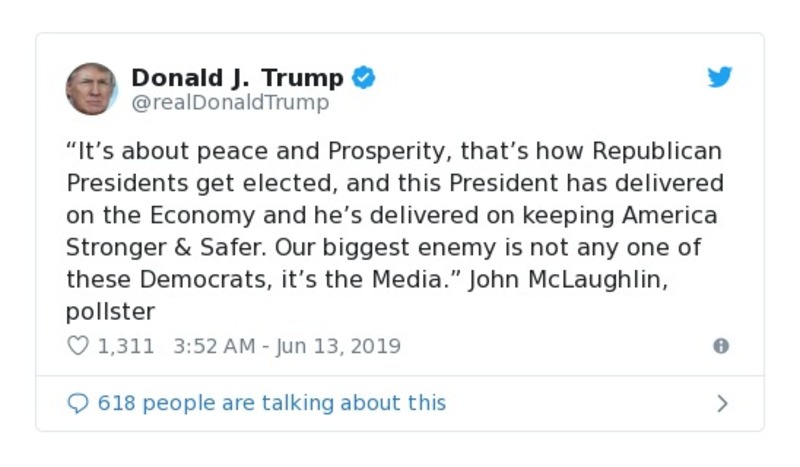 Donald J. Trump
@realDonaldTrump
“It’s about peace and Prosperity, that’s how Republican
Presidents get elected, and this President has delivered
on the Economy and he’s delivered on keeping America
Stronger & Safer. Our biggest enemy is not any one of
these Democrats, it’s the Media.” John McLaughlin,
pollster
1,311 3:52 AM - Jun 13, 2019
618 people are talking about this